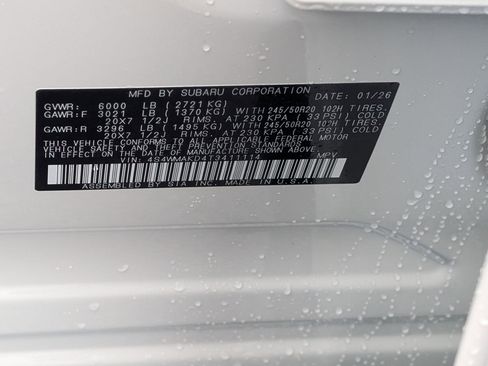 MFD BY SUBARU CORPORATION DATE: 01/26
GVWR: 6000 LB (2721 KG)
GAWR: F 3021 LB (1370 KG) WITH 245/50R20 102H TIRES.
20X7 1/2J RIMS. AT 230 KPA (33 PSI) COLD
GAWR: R 3296 LB (1495 KG) WITH 245/50R20 102H TIRES.
20X7 1/2J RIMS. AT 230 KPA (33 PSI) COLD
THIS VEHICLE CONFORMS TO ALL APPLICABLE FEDERAL MOTOR
VEHICLE SAFETY AND THEFT PREVENTION STANDARDS
IN EFFECT ON THE DATE OF MANUFACTURE SHOWN ABOVE.
VIN: 4S4WMAKD4T3411114 MPV
ASSEMBLED BY SIA INC. IN U.S.A.